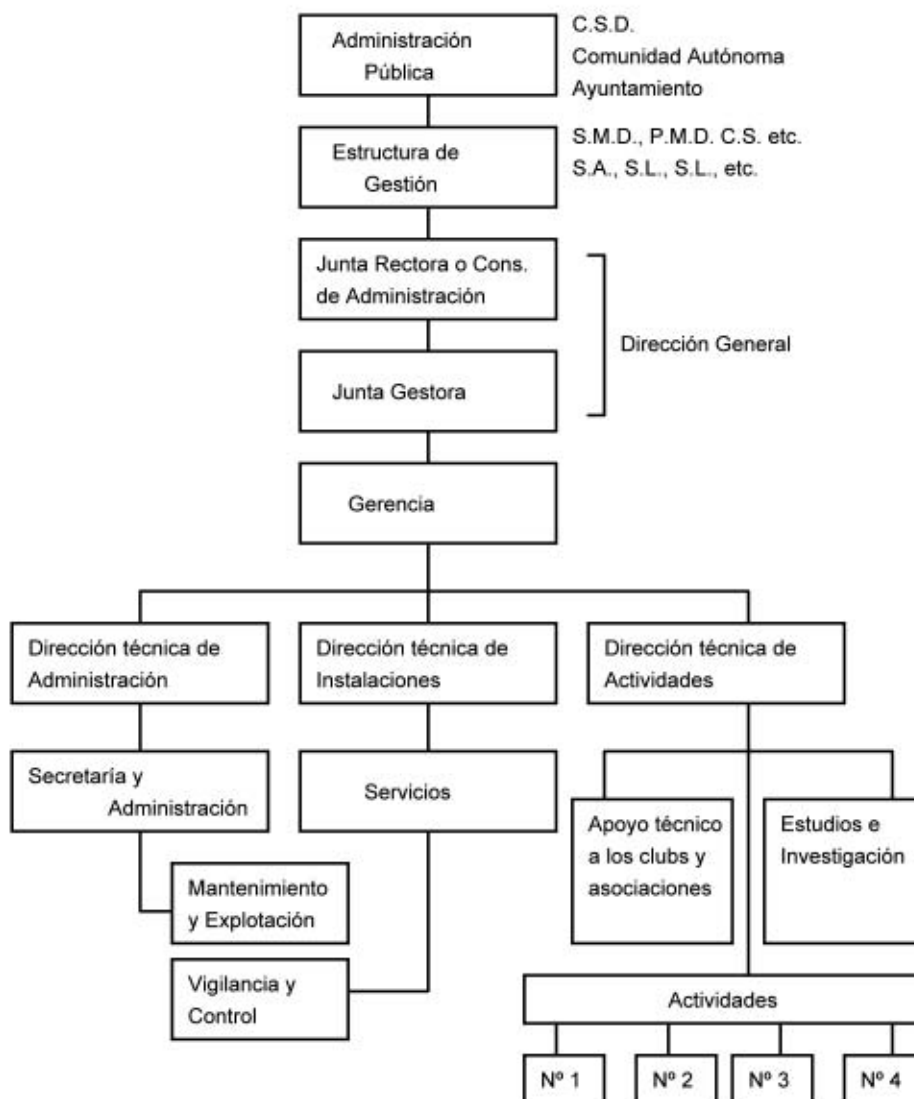 Administración
Pública
C.S.D.
Comunidad Autónoma
Ayuntamiento
Estructura de
Gestión
S.M.D., P.M.D. C.S. etc.
S.A., S.L., S.L., etc.
Junta Rectora o Cons.
de Administración
Dirección General
Junta Gestora
Gerencia
Dirección técnica de
Administración
Dirección técnica de
Instalaciones
Dirección técnica de
Actividades
Secretaría y
Administración
Servicios
Apoyo técnico
a los clubs y
asociaciones
Estudios e
Investigación
Mantenimiento
y Explotación
Vigilancia y
Control
Actividades
Nº 1
Nº 2
Nº 3
Nº 4